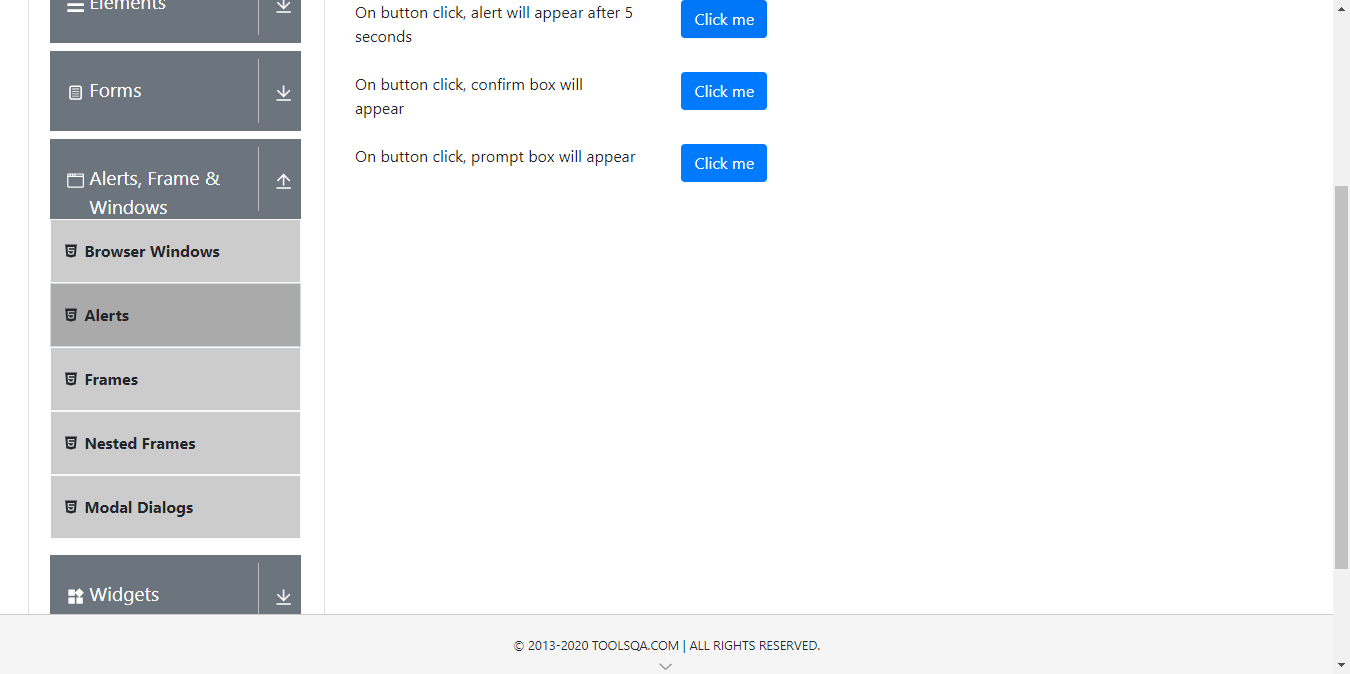 Elements
Forms
Alerts, Frame &
Windows
Browser Windows
Alerts
Frames
Nested Frames
Modal Dialogs
Widgets
On button click, alert will appear after 5
seconds
Click me
On button click, confirm box will
appear
Click me
On button click, prompt box will appear
Click me
© 2013-2020 TOOLSQA.COM | ALL RIGHTS RESERVED.